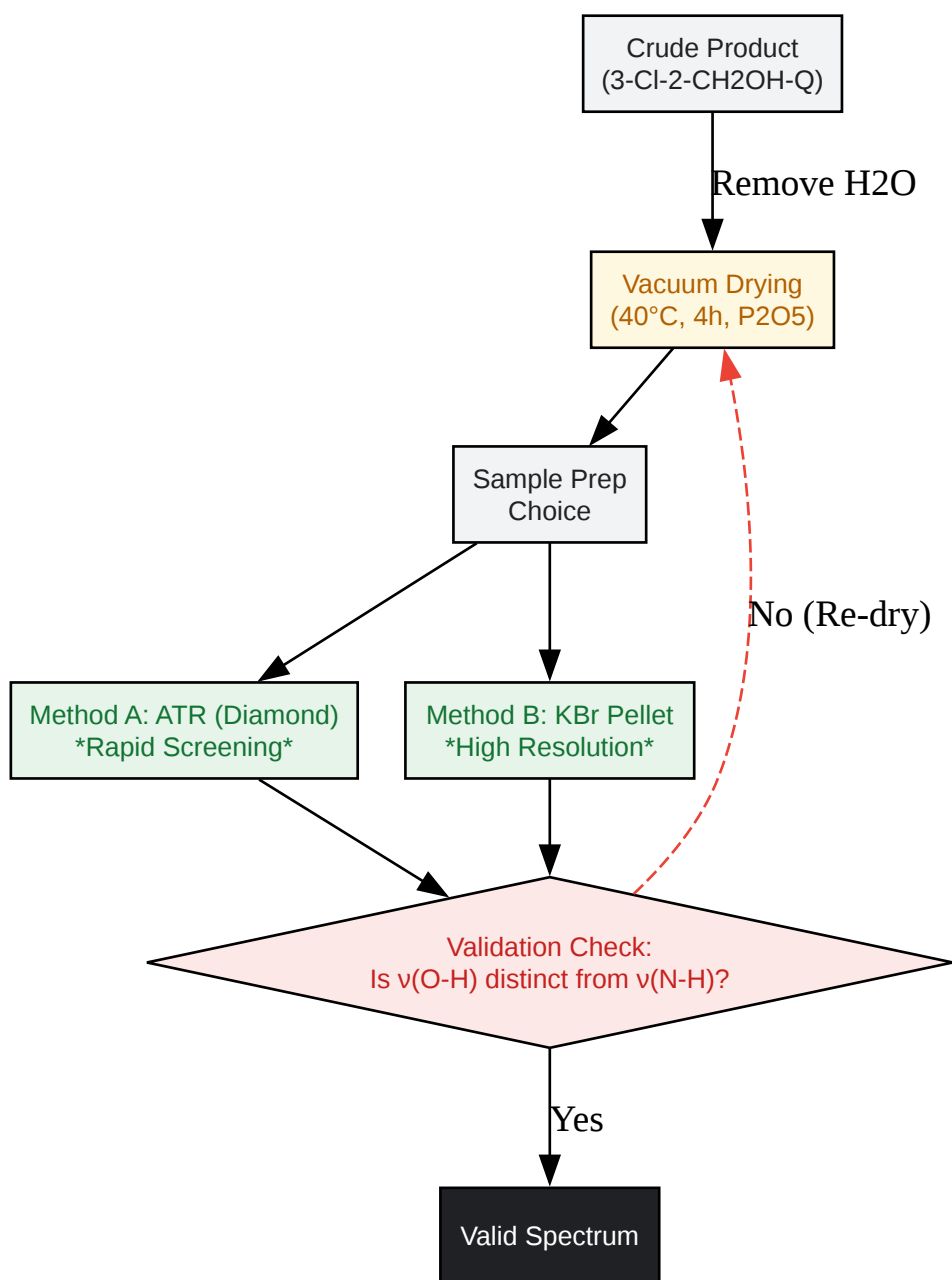 Crude Product
(3-Cl-2-CH2OH-Q)
Remove H2O
Vacuum Drying
(40°C, 4h, P2O5)
Sample Prep
Choice
No (Re-dry)
Method A: ATR (Diamond)
*Rapid Screening*
Method B: KBr Pellet
*High Resolution*
Validation Check:
Is ν(O-H) distinct from ν(N-H)?
Yes
Valid Spectrum